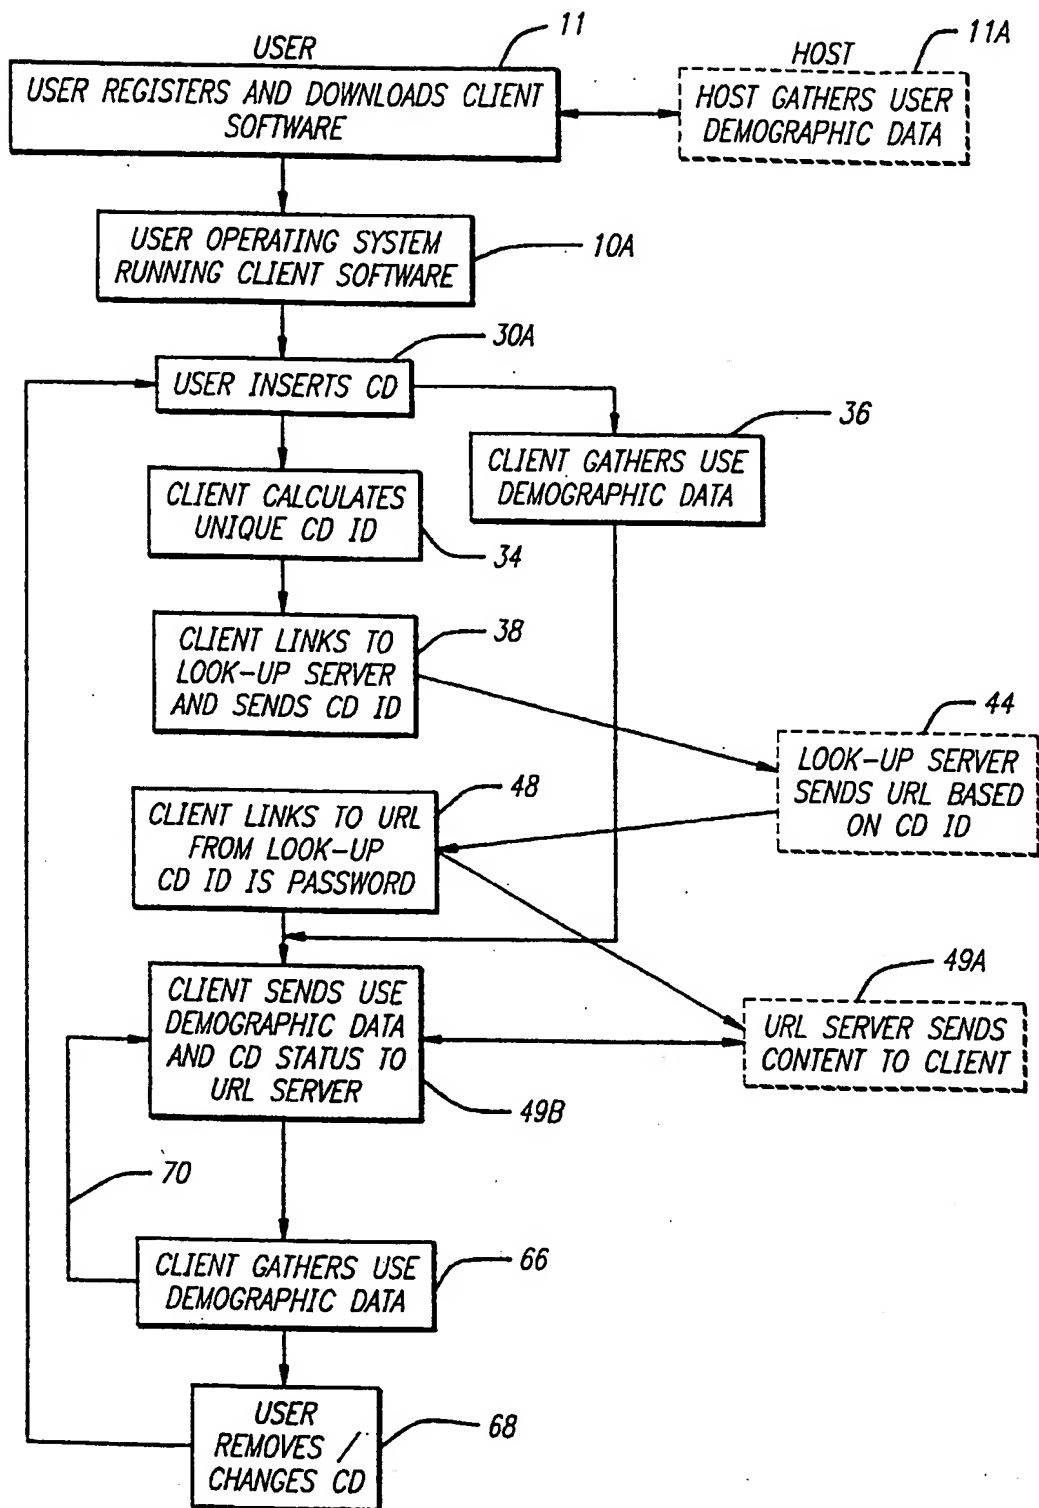 USER
11
USER REGISTERS AND DOWNLOADS CLIENT
SOFTWARE
HOST
11A
HOST GATHERS USER
DEMOGRAPHIC DATA
USER OPERATING SYSTEM
RUNNING CLIENT SOFTWARE
10A
30A
USER INSERTS CD
36
CLIENT GATHERS USE
DEMOGRAPHIC DATA
CLIENT CALCULATES
UNIQUE CD ID
34
38
CLIENT LINKS TO
LOOK-UP SERVER
AND SENDS CD ID
44
LOOK-UP SERVER
SENDS URL BASED
ON CD ID
48
CLIENT LINKS TO URL
FROM LOOK-UP
CD ID IS PASSWORD
49A
URL SERVER SENDS
CONTENT TO CLIENT
CLIENT SENDS USE
DEMOGRAPHIC DATA
AND CD STATUS TO
URL SERVER
49B
70
66
CLIENT GATHERS USE
DEMOGRAPHIC DATA
USER
REMOVES /
CHANGES CD
68